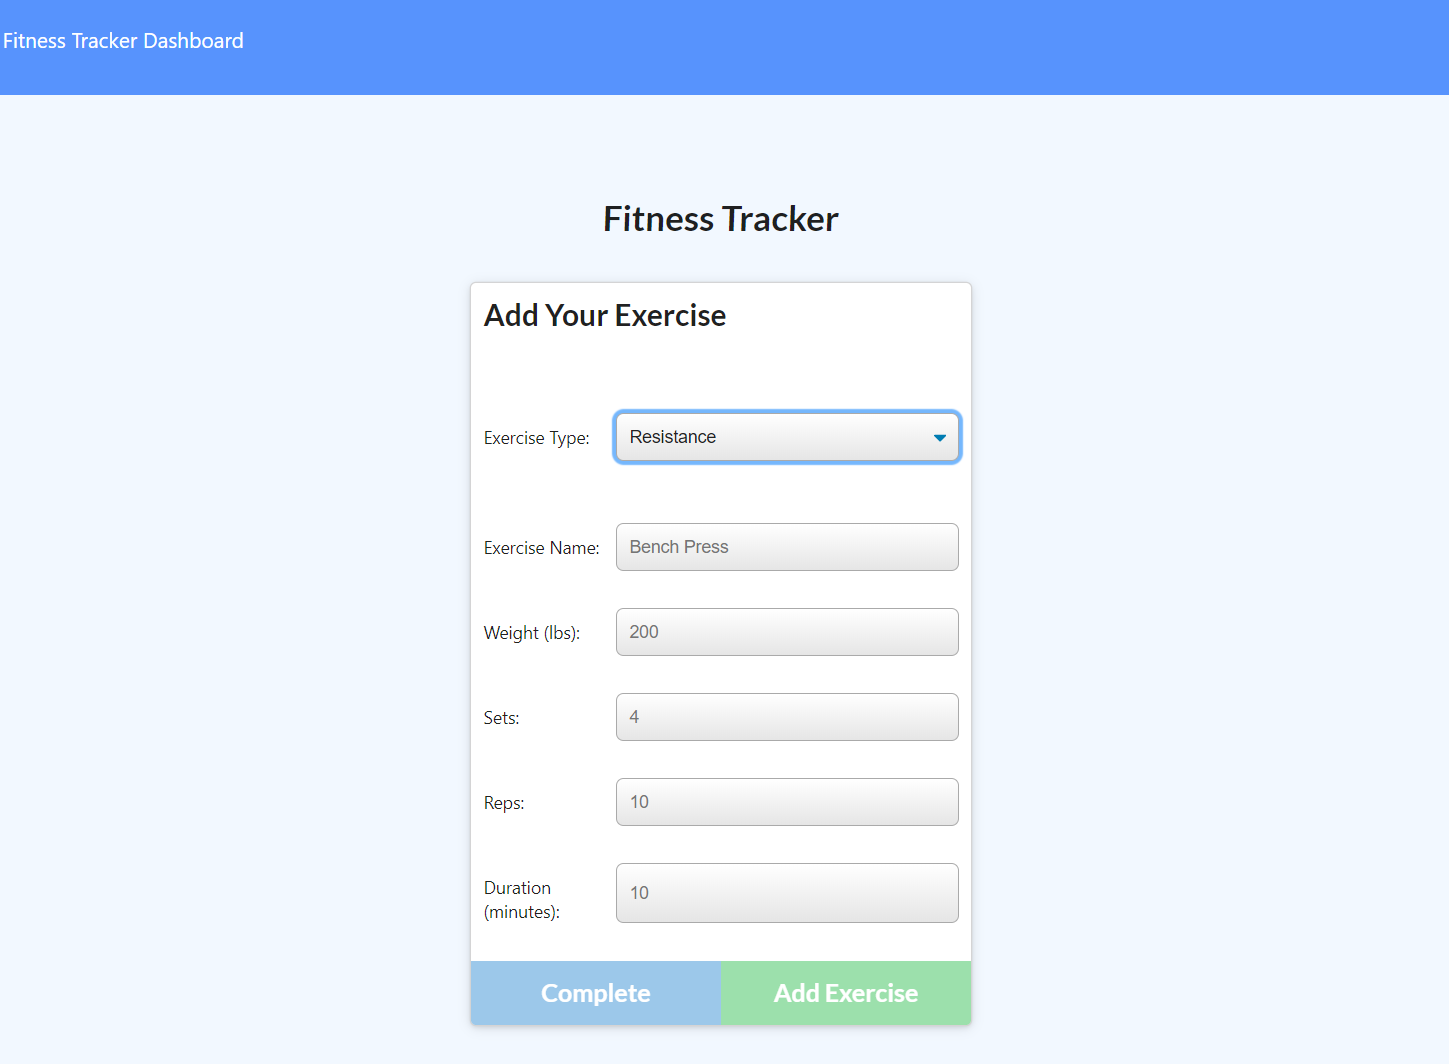 Fitness Tracker Dashboard
Fitness Tracker
Add Your Exercise
Exercise Type: Resistance
Exercise Name: Bench Press
Weight (lbs): 200
Sets: 4
Reps: 10
Duration (minutes): 10
Complete Add Exercise